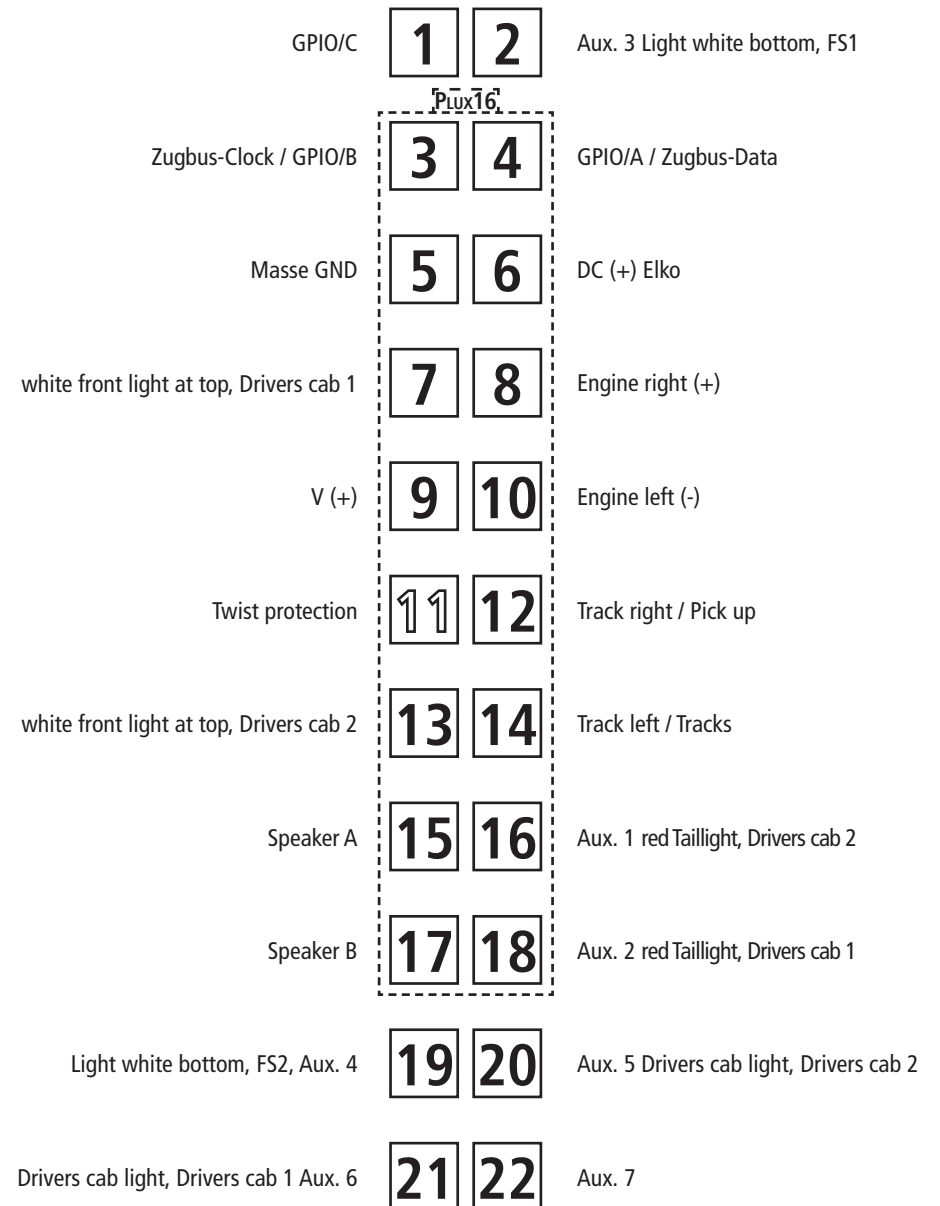 GPIO/C 1 2 Aux. 3 Light white bottom, FS1
PLUX16
Zugbus-Clock / GPIO/B 3 4 GPIO/A / Zugbus-Data
Masse GND 5 6 DC (+) Elko
white front light at top, Drivers cab 1 7 8 Engine right (+)
V (+) 9 10 Engine left (-)
Twist protection 11 12 Track right / Pick up
white front light at top, Drivers cab 2 13 14 Track left / Tracks
Speaker A 15 16 Aux. 1 red Taillight, Drivers cab 2
Speaker B 17 18 Aux. 2 red Taillight, Drivers cab 1
Light white bottom, FS2, Aux. 4 19 20 Aux. 5 Drivers cab light, Drivers cab 2
Drivers cab light, Drivers cab 1 Aux. 6 21 22 Aux. 7